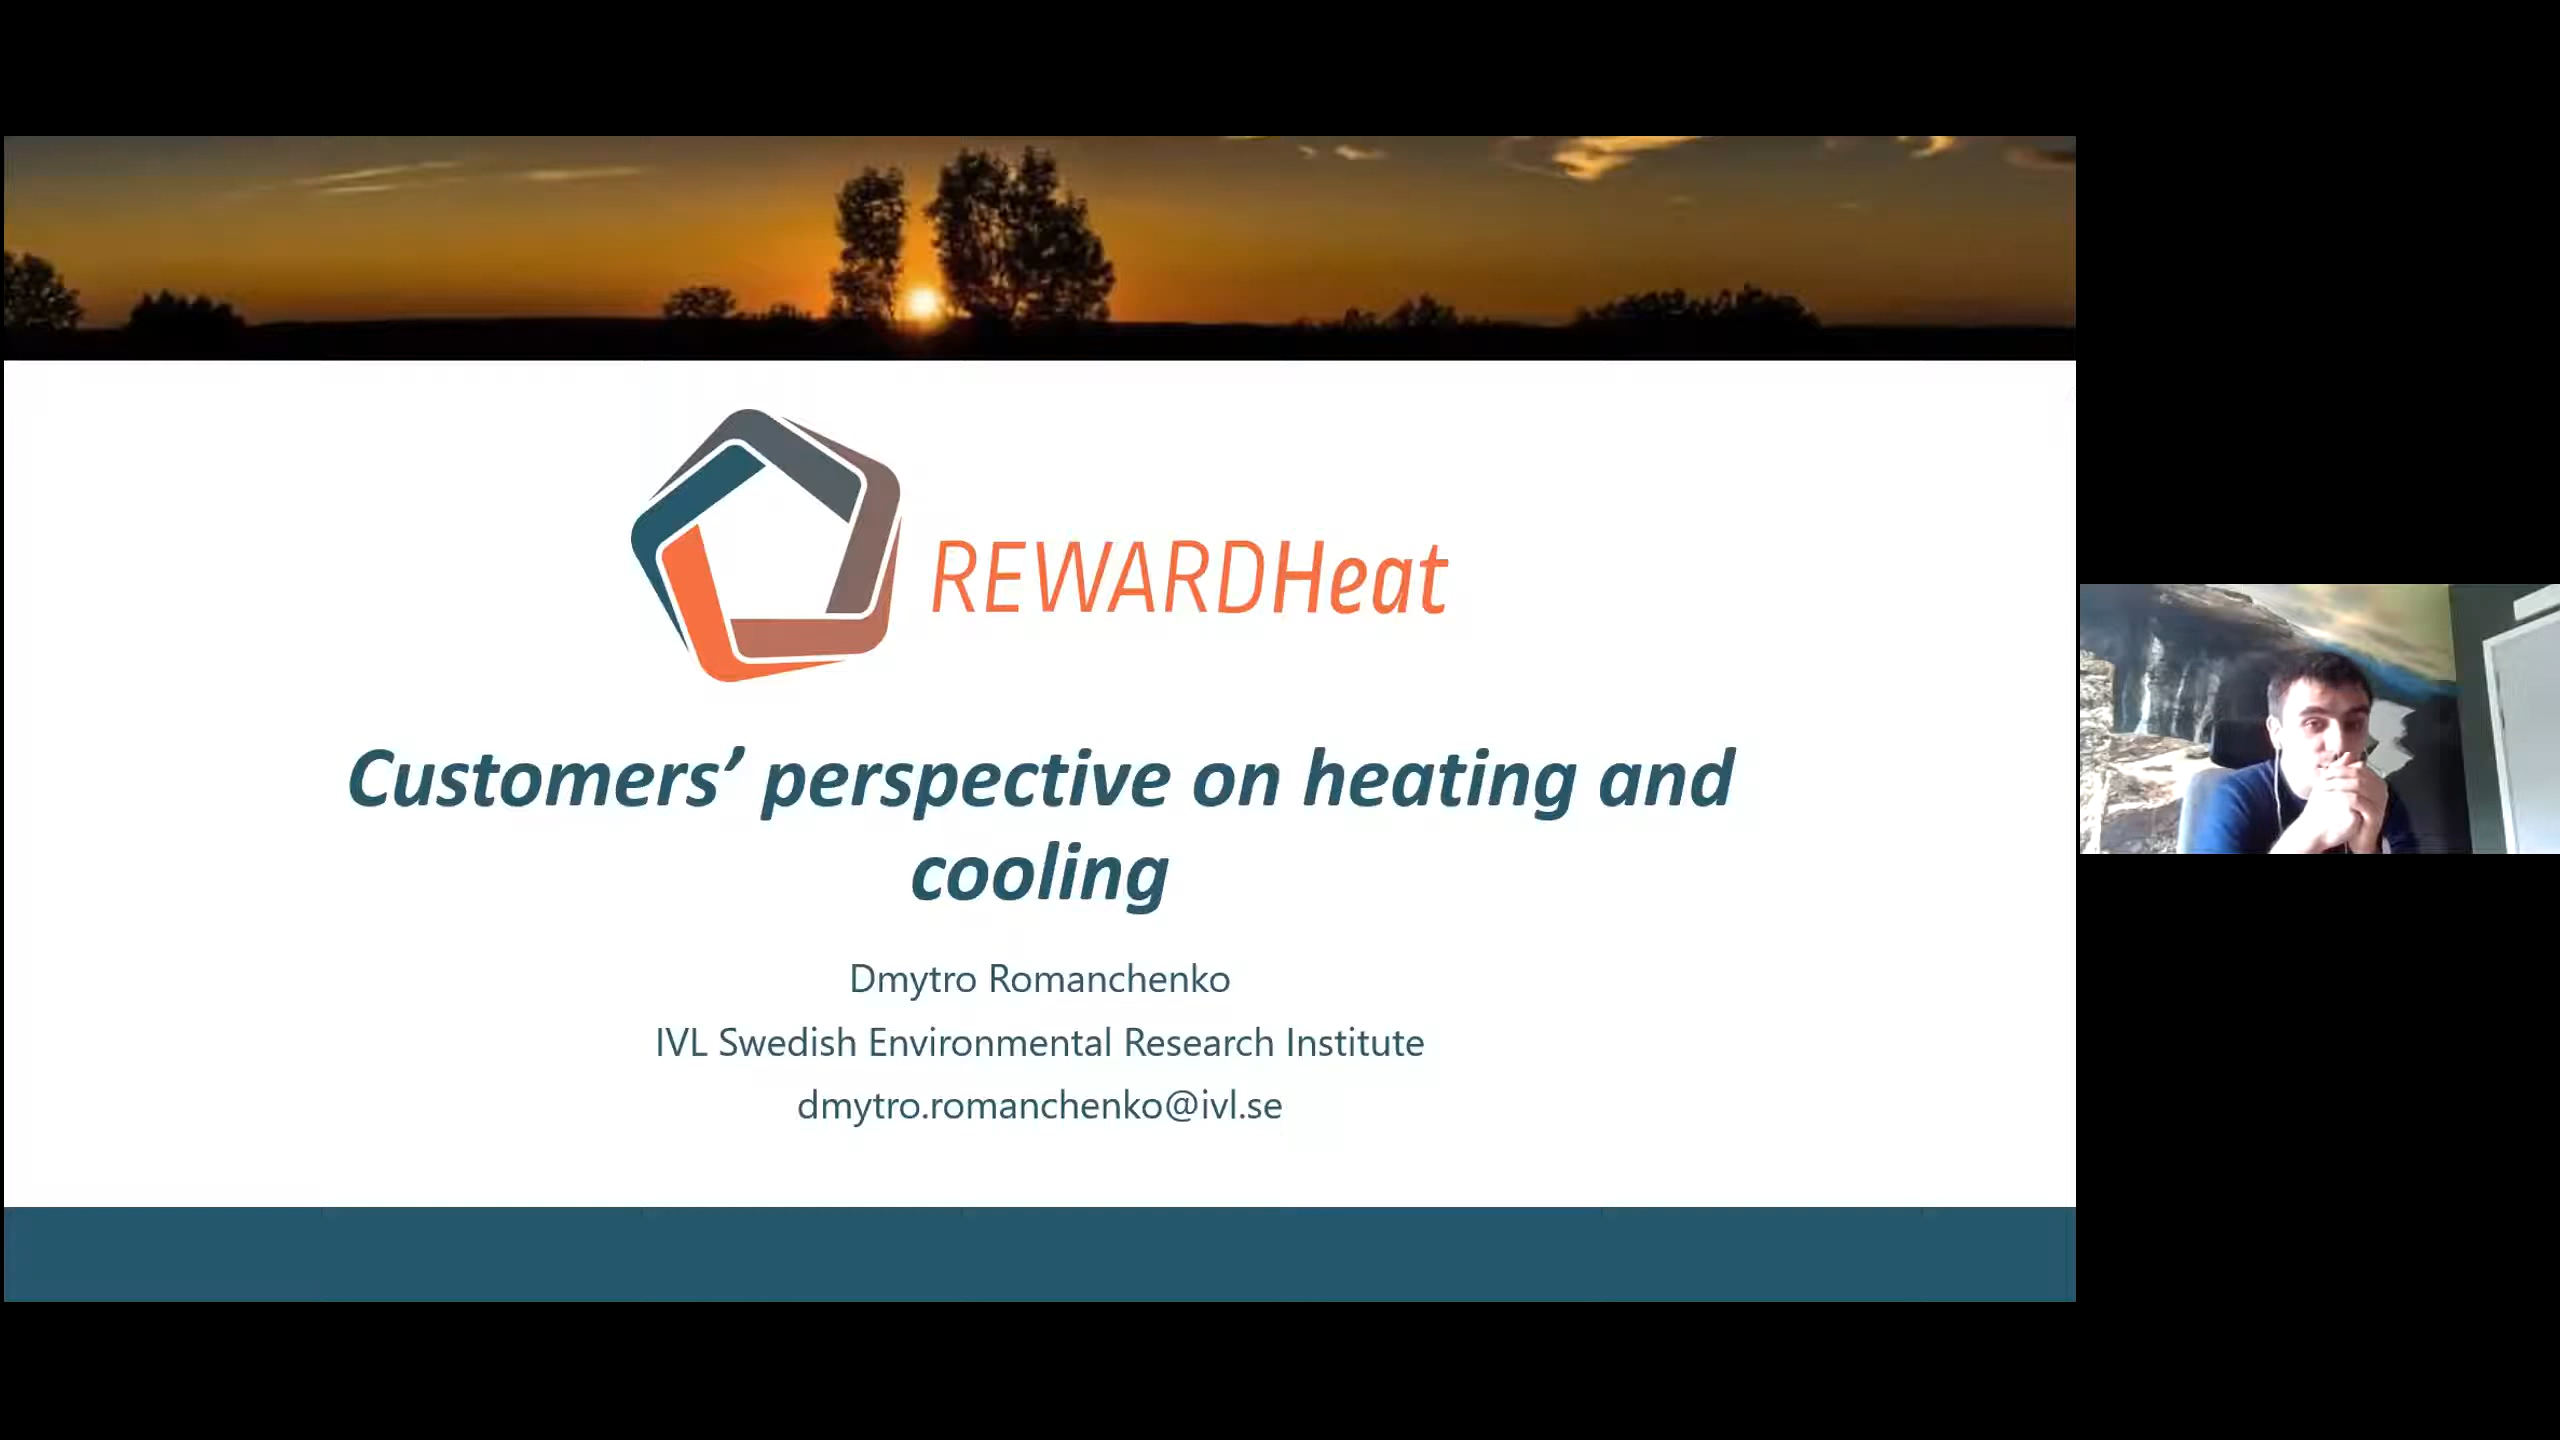 REWARDHeat
Customers’ perspective on heating and
cooling
Dmytro Romanchenko
IVL Swedish Environmental Research Institute
dmytro.romanchenko@ivl.se